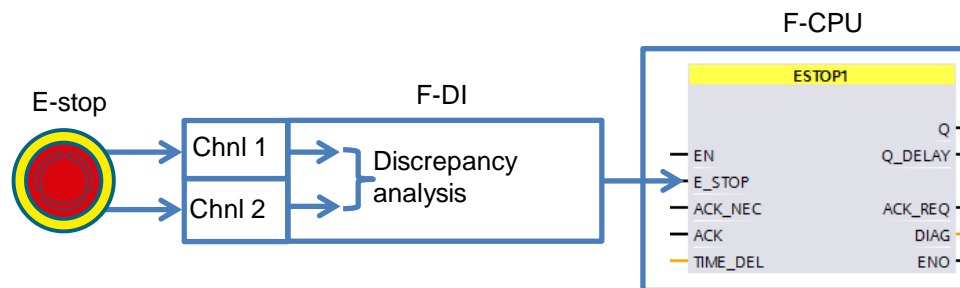 F-CPU
ESTOP1
E-stop
F-DI
Q
Chnl 1
EN
Q_DELAY
Discrepancy
analysis
E_STOP
Chnl 2
ACK_NEC
ACK_REQ
ACK
DIAG
TIME_DEL
ENO